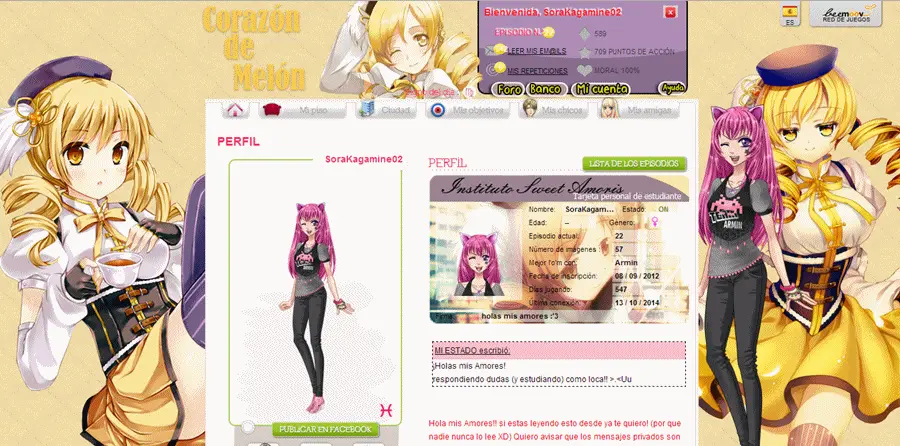 Corazón
de
Melón
Bienvenida, SoraKagamine02
EPISODIO N.
589
LEER MIS EM@ILS
709 PUNTOS DE ACCIÓN
MIS REPETICIONES
MORAL 100%
Foro
Banco
Mi cuenta
Ayuda
ES
beemoov
RED DE JUEGOS
Mi piso
Ciudad
Mis objetivos
Mis chicos
Mis amigas
PERFIL
SoraKagamine02
PUBLICAR EN FACEBOOK
PERFIL
LISTA DE LOS EPISODIOS
Instituto Sweet Amoris
Tarjeta personal de estudiante
Nombre: SoraKagam... Estado: ON
Edad: -- Género:
Episodio actual: 22
Número de imágenes: 57
Mejor flom con: Armin
Fecha de inscripción: 08 / 09 / 2012
Días jugando: 547
Última conexión: 13 / 10 / 2014
holas mis amores :'3
ARMIN
MI ESTADO escribió:
¡Holas mis Amores!
respondiendo dudas (y estudiando) como loca!! >.<Uu
Hola mis Amores!! si estas leyendo esto desde ya te quiero! (por que
nadie nunca lo lee XD) Quiero avisar que los mensajes privados son
ARMIN